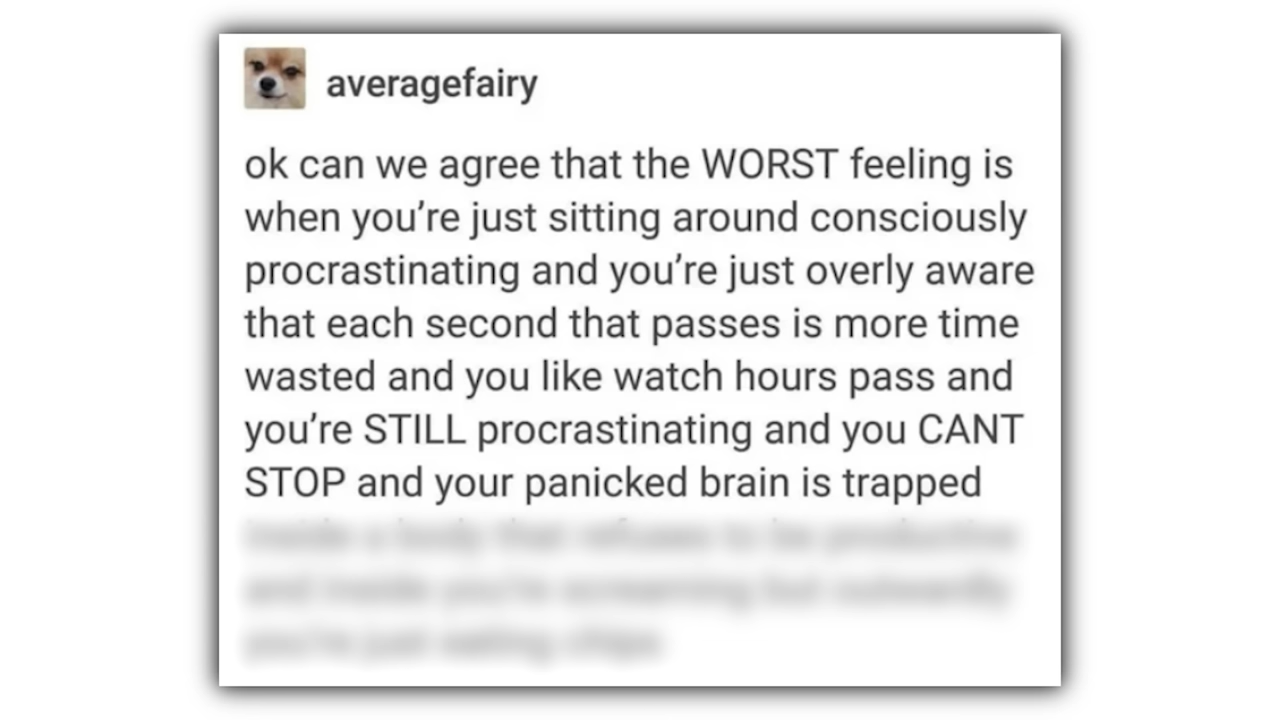 averagefairy
ok can we agree that the WORST feeling is
when you’re just sitting around consciously
procrastinating and you’re just overly aware
that each second that passes is more time
wasted and you like watch hours pass and
you’re STILL procrastinating and you CANT
STOP and your panicked brain is trapped